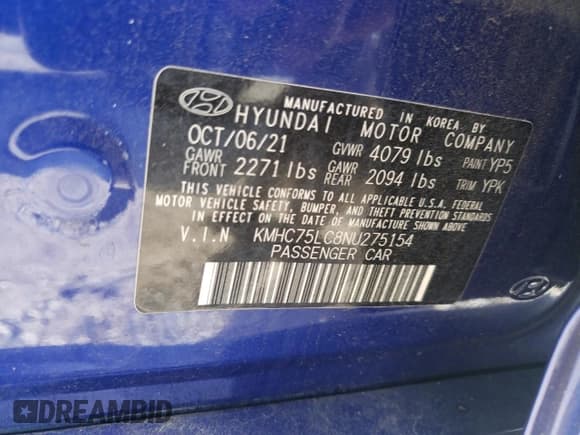 MANUFACTURED IN KOREA BY
HYUNDAI MOTOR COMPANY
OCT/06/21 GVWR 4079 lbs PAINT YP5
GAWR FRONT 2271 lbs GAWR REAR 2094 lbs TRIM YPK
THIS VEHICLE CONFORMS TO ALL APPLICABLE U.S.A. FEDERAL
MOTOR VEHICLE SAFETY, BUMPER, AND THEFT PREVENTION STANDARDS
IN EFFECT ON THE DATE OF MANUFACTURE SHOWN ABOVE.
V.I.N KMHC75LC8NU275154
PASSENGER CAR
DREAMBID